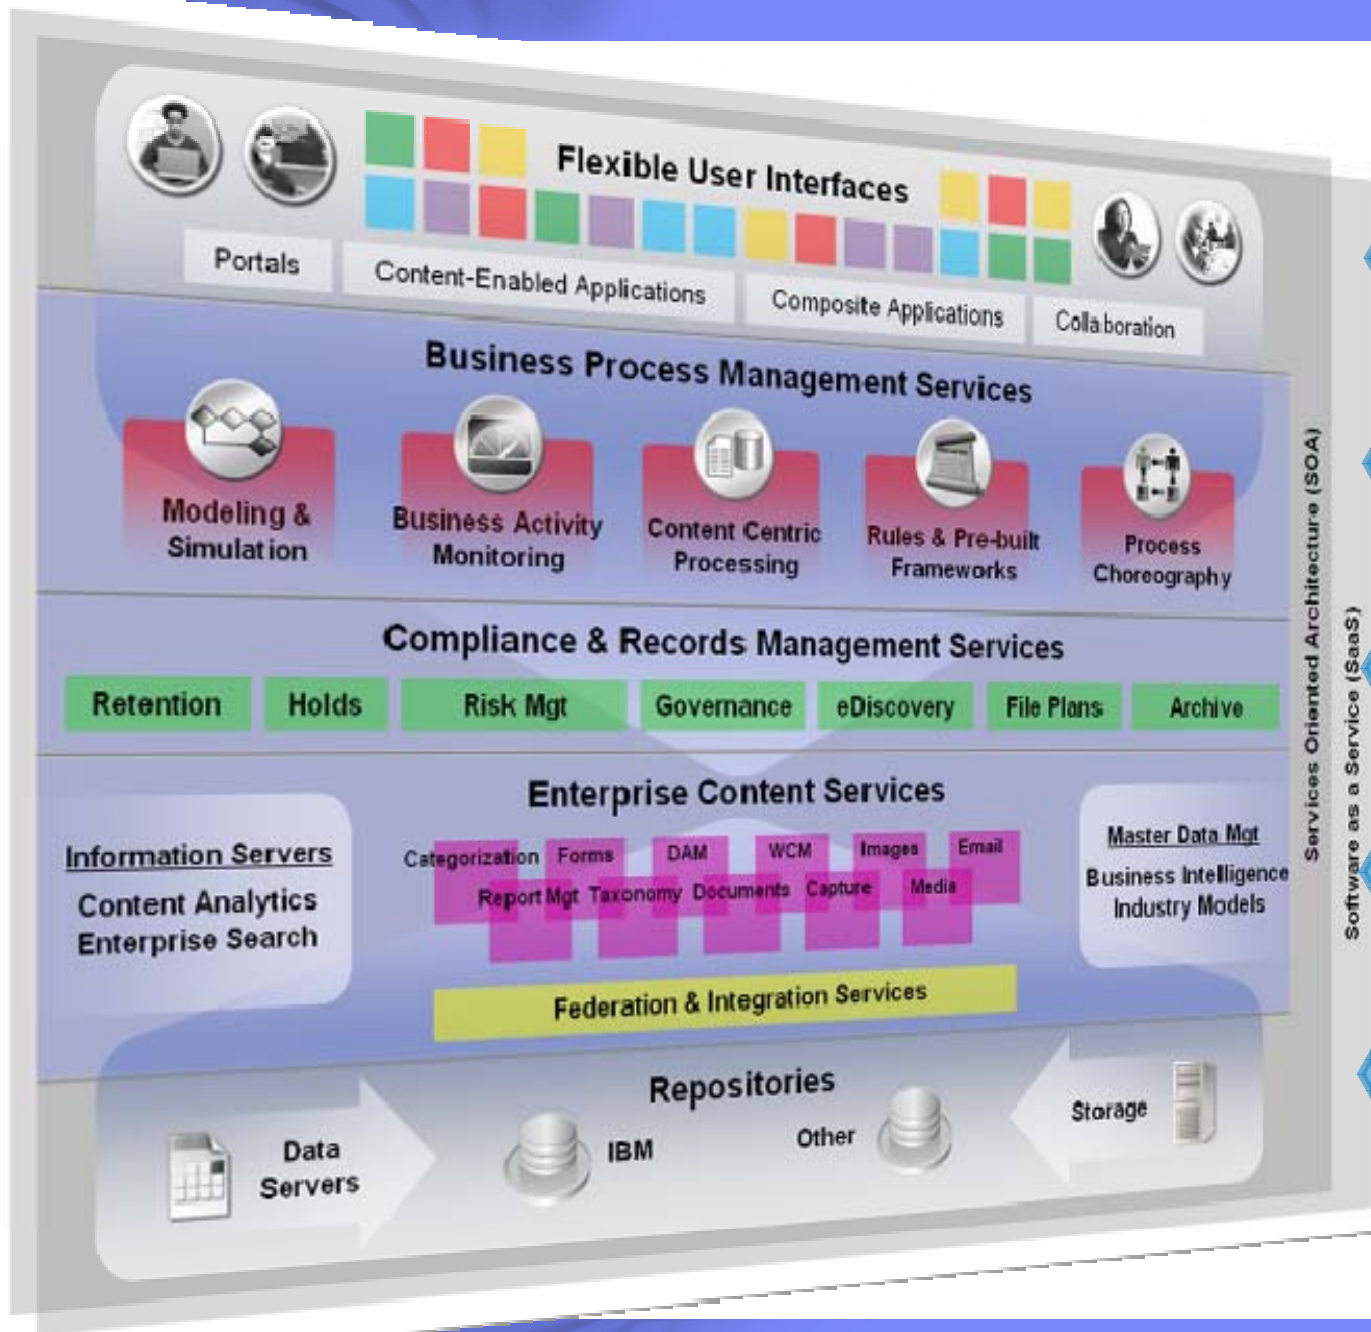 Flexible User Interfaces
Portals
Content-Enabled Applications
Composite Applications
Collaboration
Business Process Management Services
Modeling &
Simulation
Business Activity
Monitoring
Content Centric
Processing
Rules & Pre-built
Frameworks
Process
Choreography
Compliance & Records Management Services
Retention
Holds
Risk Mgt
Governance
eDiscovery
File Plans
Archive
Enterprise Content Services
Information Servers
Content Analytics
Enterprise Search
Categorization
Forms
DAM
WCM
Images
Email
Report Mgt
Taxonomy
Documents
Capture
Media
Master Data Mgt
Business Intelligence
Industry Models
Federation & Integration Services
Repositories
Data
Servers
IBM
Other
Storage
Services Oriented Architecture (SOA)
Software as a Service (SaaS)